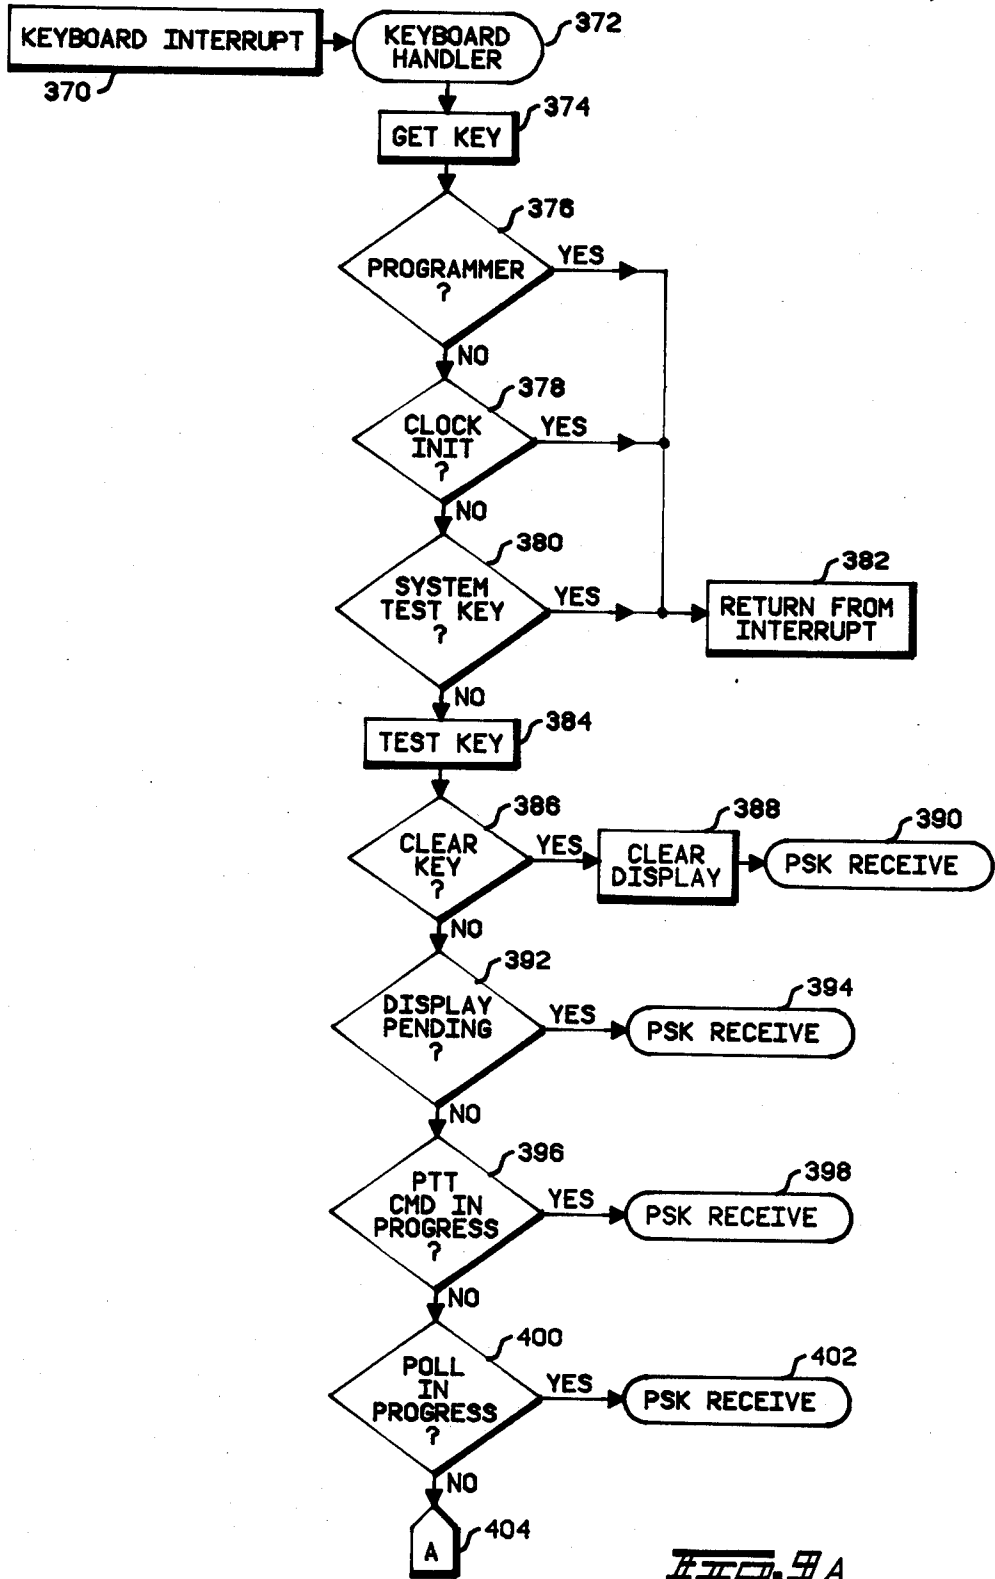 KEYBOARD INTERRUPT
370
KEYBOARD
HANDLER
372
GET KEY
374
PROGRAMMER
?
376
YES
NO
CLOCK
INIT
?
378
YES
NO
SYSTEM
TEST KEY
?
380
YES
NO
RETURN FROM
INTERRUPT
382
TEST KEY
384
CLEAR
KEY
?
386
YES
NO
CLEAR
DISPLAY
388
PSK RECEIVE
390
DISPLAY
PENDING
?
392
YES
NO
PSK RECEIVE
394
PTT
CMD IN
PROGRESS
?
396
YES
NO
PSK RECEIVE
398
POLL
IN
PROGRESS
?
400
YES
NO
PSK RECEIVE
402
A
404
FIG. 9A